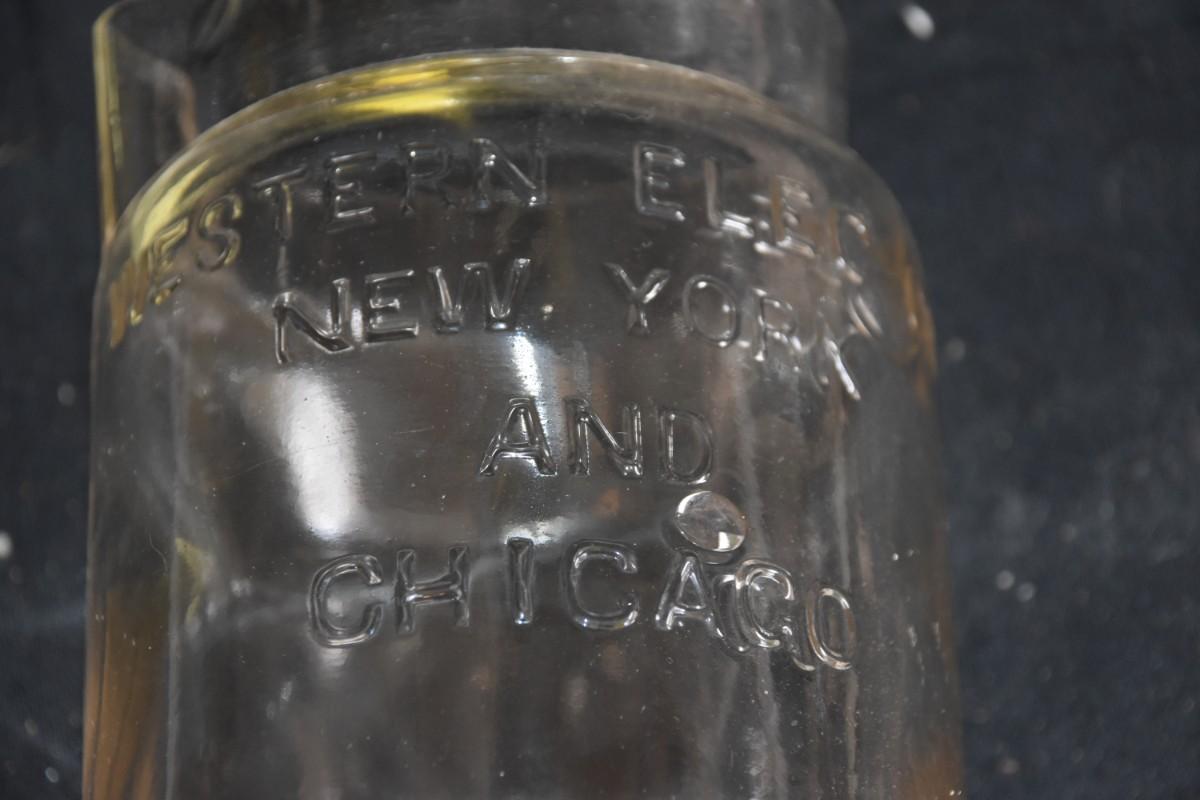 WESTERN ELEC
NEW YORK
AND
CHICAGO